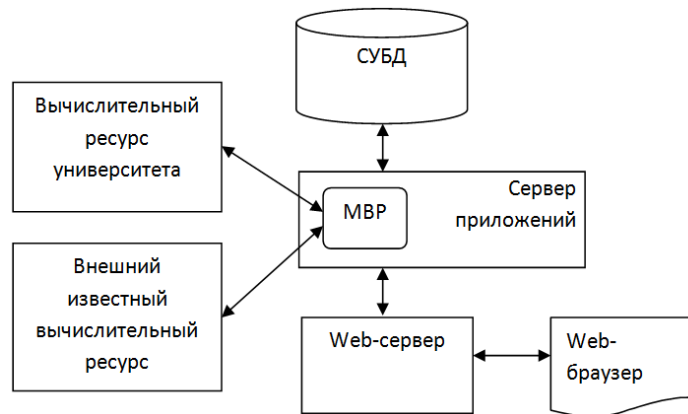 СУБД
Вычислительный
ресурс
университета
Сервер
приложений
МВР
Внешний
известный
вычислительный
ресурс
Web-сервер
Web-
браузер